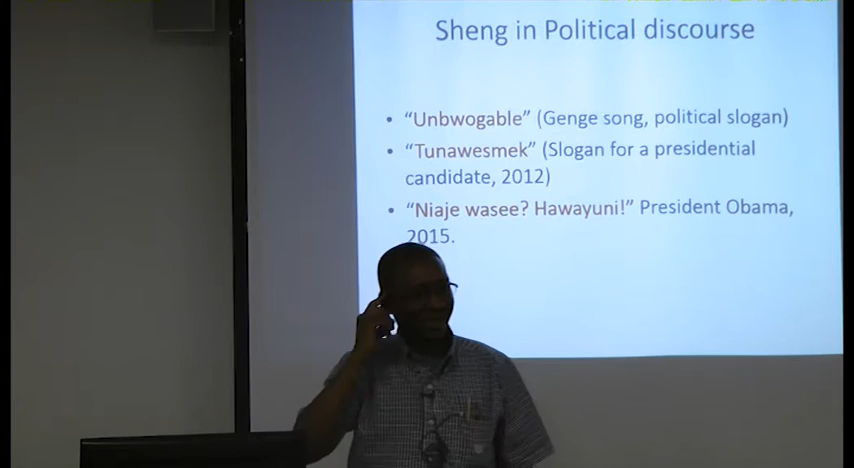 Sheng in Political discourse
• “Unbwogable” (Genge song, political slogan)
• “Tunawesmek” (Slogan for a presidential
candidate, 2012)
• “Niaje wasee? Hawayuni!” President Obama,
2015.